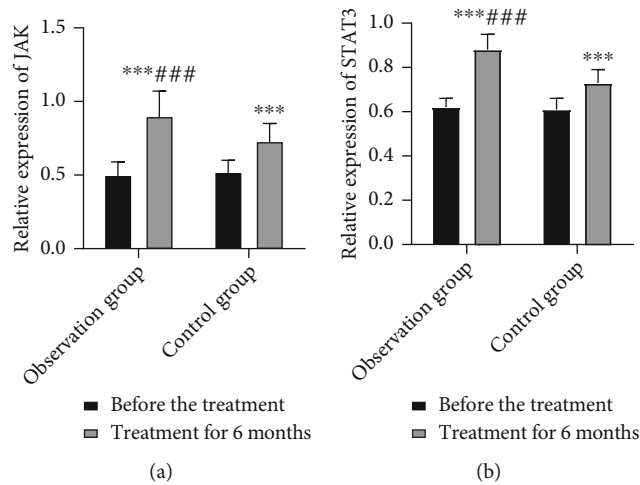 Relative expression of JAK
1.5
1.0
0.5
0.0
***###
***
Observation group
Control group
Before the treatment
Treatment for 6 months
(a)
Relative expression of STAT3
1.0
0.8
0.6
0.4
0.2
0.0
***###
***
Observation group
Control group
Before the treatment
Treatment for 6 months
(b)